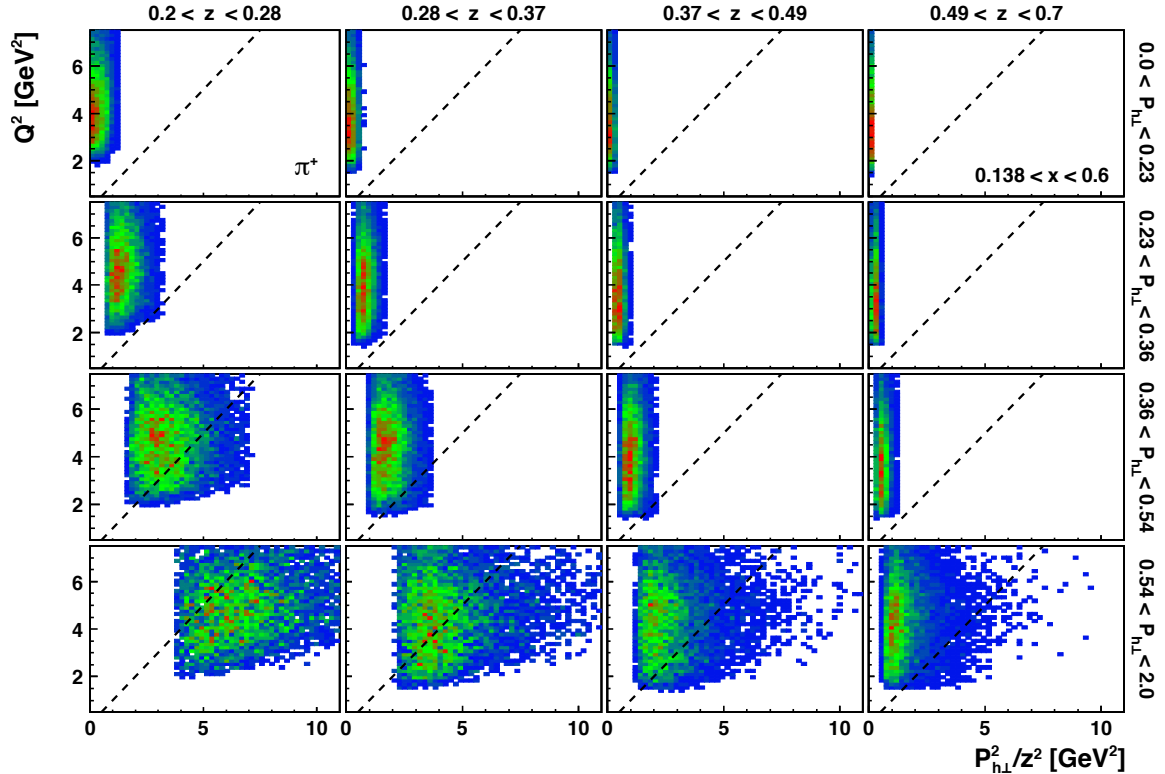 0.2 < z < 0.28 0.28 < z < 0.37 0.37 < z < 0.49 0.49 < z < 0.7
Q² [GeV²]
6
4
2
π⁺
0.138 < x < 0.6
0.0 < P_h⊥ < 0.23
6
4
2
0.23 < P_h⊥ < 0.36
6
4
2
0.36 < P_h⊥ < 0.54
6
4
2
0.54 < P_h⊥ < 2.0
0 5 10 0 5 10 0 5 10 0 5 10
P²_h⊥/z² [GeV²]